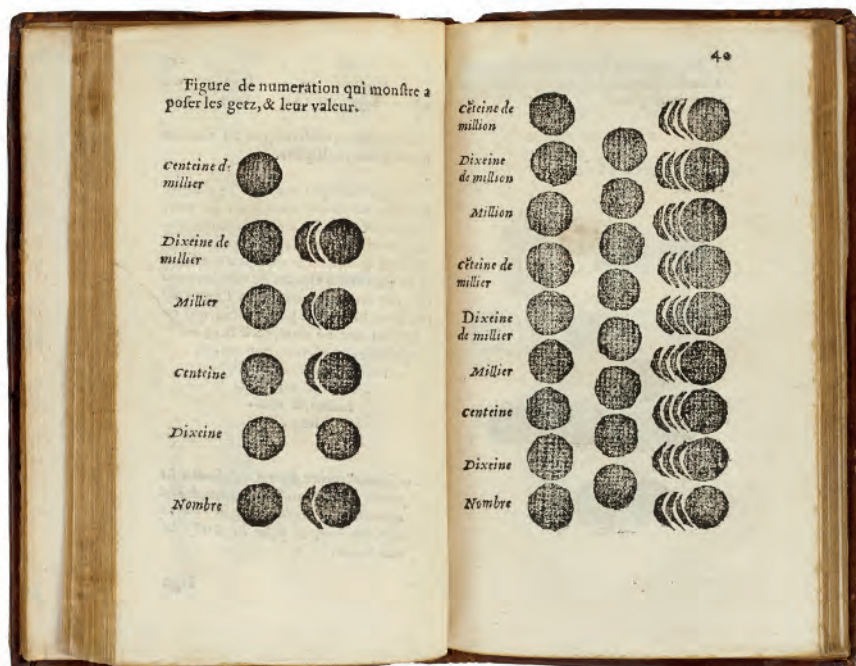 Figure de numeration qui monſtre a
poſer les getz, & leur valeur.
Centeine de
millier
Dixeine de
millier
Millier
Centeine
Dixeine
Nombre
40
Cẽteine de
million
Dixeine
de million
Million
Cẽteine de
millier
Dixeine
de millier
Millier
Centeine
Dixeine
Nombre